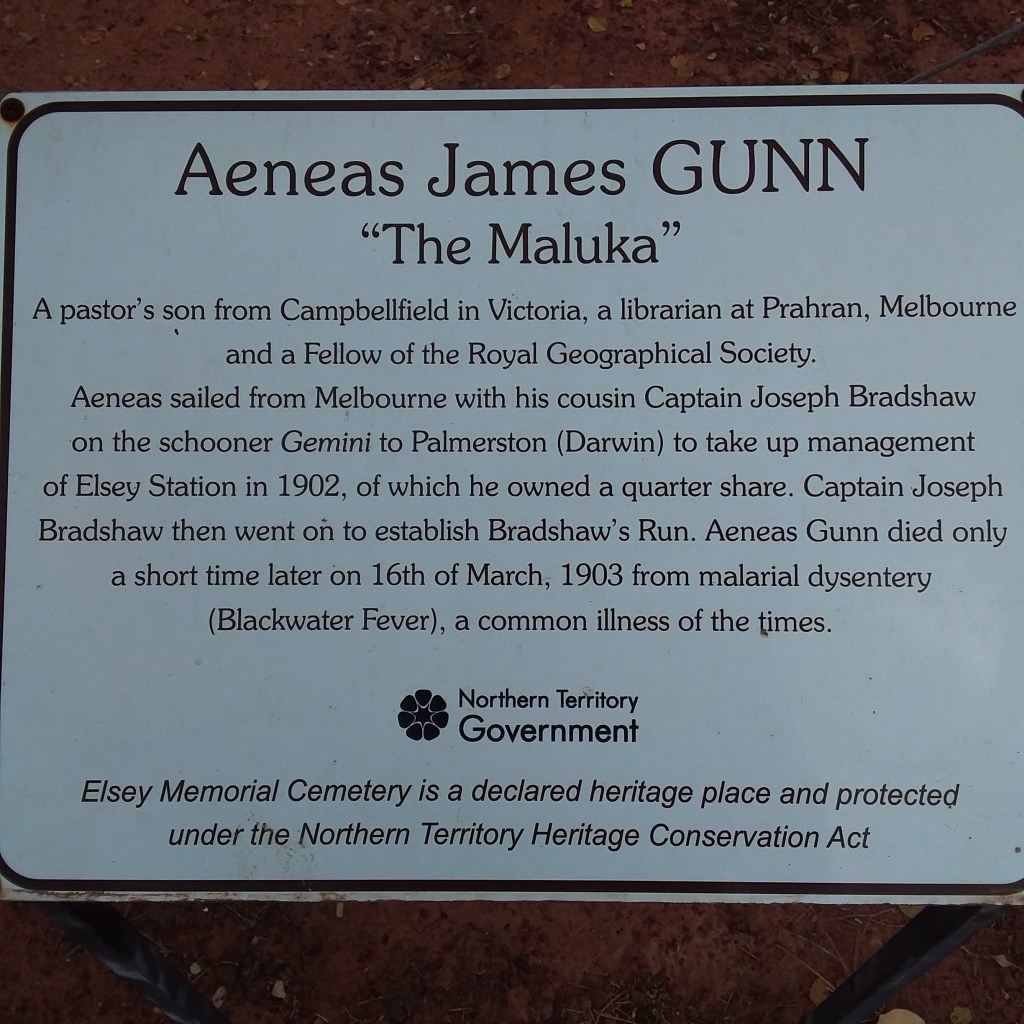 Aeneas James GUNN
“The Maluka”
A pastor’s son from Campbellfield in Victoria, a librarian at Prahran, Melbourne
and a Fellow of the Royal Geographical Society.
Aeneas sailed from Melbourne with his cousin Captain Joseph Bradshaw
on the schooner Gemini to Palmerston (Darwin) to take up management
of Elsey Station in 1902, of which he owned a quarter share. Captain Joseph
Bradshaw then went on to establish Bradshaw’s Run. Aeneas Gunn died only
a short time later on 16th of March, 1903 from malarial dysentery
(Blackwater Fever), a common illness of the times.
Northern Territory
Government
Elsey Memorial Cemetery is a declared heritage place and protected
under the Northern Territory Heritage Conservation Act